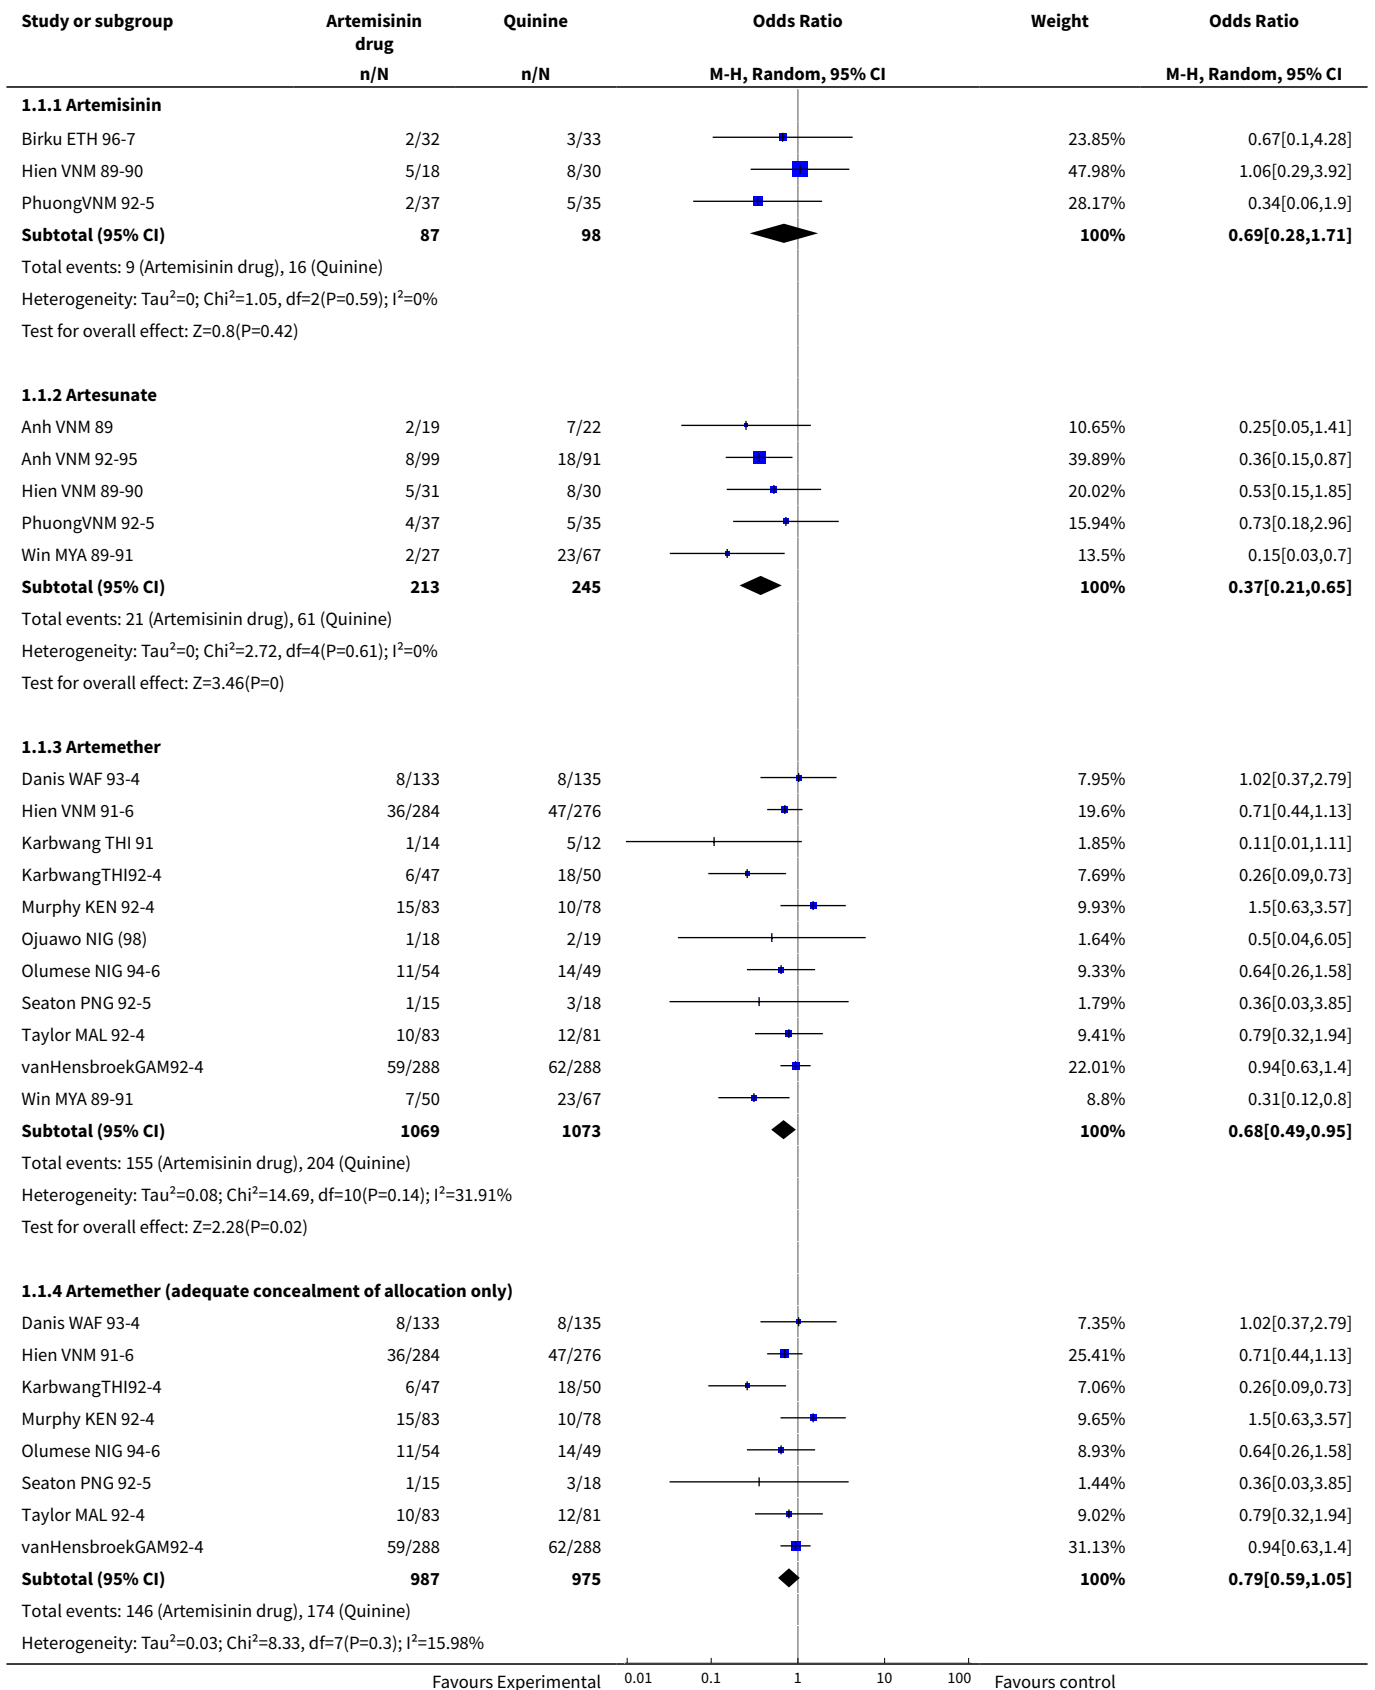 Study or subgroup Artemisinin drug Quinine Odds Ratio Weight Odds Ratio
n/N n/N M-H, Random, 95% CI M-H, Random, 95% CI
1.1.1 Artemisinin
Birku ETH 96-7 2/32 3/33 23.85% 0.67[0.1,4.28]
Hien VNM 89-90 5/18 8/30 47.98% 1.06[0.29,3.92]
PhuongVNM 92-5 2/37 5/35 28.17% 0.34[0.06,1.9]
Subtotal (95% CI) 87 98 100% 0.69[0.28,1.71]
Total events: 9 (Artemisinin drug), 16 (Quinine)
Heterogeneity: Tau²=0; Chi²=1.05, df=2(P=0.59); I²=0%
Test for overall effect: Z=0.8(P=0.42)
1.1.2 Artesunate
Anh VNM 89 2/19 7/22 10.65% 0.25[0.05,1.41]
Anh VNM 92-95 8/99 18/91 39.89% 0.36[0.15,0.87]
Hien VNM 89-90 5/31 8/30 20.02% 0.53[0.15,1.85]
PhuongVNM 92-5 4/37 5/35 15.94% 0.73[0.18,2.96]
Win MYA 89-91 2/27 23/67 13.5% 0.15[0.03,0.7]
Subtotal (95% CI) 213 245 100% 0.37[0.21,0.65]
Total events: 21 (Artemisinin drug), 61 (Quinine)
Heterogeneity: Tau²=0; Chi²=2.72, df=4(P=0.61); I²=0%
Test for overall effect: Z=3.46(P=0)
1.1.3 Artemether
Danis WAF 93-4 8/133 8/135 7.95% 1.02[0.37,2.79]
Hien VNM 91-6 36/284 47/276 19.6% 0.71[0.44,1.13]
Karbwang THI 91 1/14 5/12 1.85% 0.11[0.01,1.11]
KarbwangTHI92-4 6/47 18/50 7.69% 0.26[0.09,0.73]
Murphy KEN 92-4 15/83 10/78 9.93% 1.5[0.63,3.57]
Ojuawo NIG (98) 1/18 2/19 1.64% 0.5[0.04,6.05]
Olumese NIG 94-6 11/54 14/49 9.33% 0.64[0.26,1.58]
Seaton PNG 92-5 1/15 3/18 1.79% 0.36[0.03,3.85]
Taylor MAL 92-4 10/83 12/81 9.41% 0.79[0.32,1.94]
vanHensbroekGAM92-4 59/288 62/288 22.01% 0.94[0.63,1.4]
Win MYA 89-91 7/50 23/67 8.8% 0.31[0.12,0.8]
Subtotal (95% CI) 1069 1073 100% 0.68[0.49,0.95]
Total events: 155 (Artemisinin drug), 204 (Quinine)
Heterogeneity: Tau²=0.08; Chi²=14.69, df=10(P=0.14); I²=31.91%
Test for overall effect: Z=2.28(P=0.02)
1.1.4 Artemether (adequate concealment of allocation only)
Danis WAF 93-4 8/133 8/135 7.35% 1.02[0.37,2.79]
Hien VNM 91-6 36/284 47/276 25.41% 0.71[0.44,1.13]
KarbwangTHI92-4 6/47 18/50 7.06% 0.26[0.09,0.73]
Murphy KEN 92-4 15/83 10/78 9.65% 1.5[0.63,3.57]
Olumese NIG 94-6 11/54 14/49 8.93% 0.64[0.26,1.58]
Seaton PNG 92-5 1/15 3/18 1.44% 0.36[0.03,3.85]
Taylor MAL 92-4 10/83 12/81 9.02% 0.79[0.32,1.94]
vanHensbroekGAM92-4 59/288 62/288 31.13% 0.94[0.63,1.4]
Subtotal (95% CI) 987 975 100% 0.79[0.59,1.05]
Total events: 146 (Artemisinin drug), 174 (Quinine)
Heterogeneity: Tau²=0.03; Chi²=8.33, df=7(P=0.3); I²=15.98%
Favours Experimental 0.01 0.1 1 10 100 Favours control